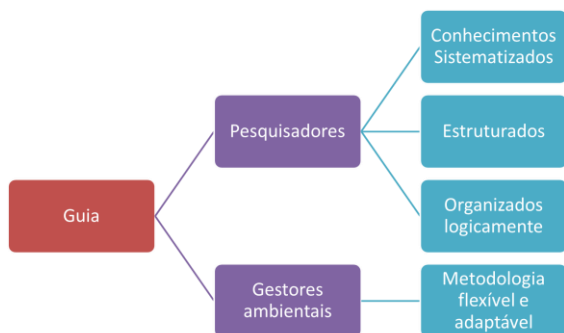 Guia
Pesquisadores
Conhecimentos
Sistematizados
Estruturados
Organizados
logicamente
Gestores
ambientais
Metodologia
flexível e
adaptável